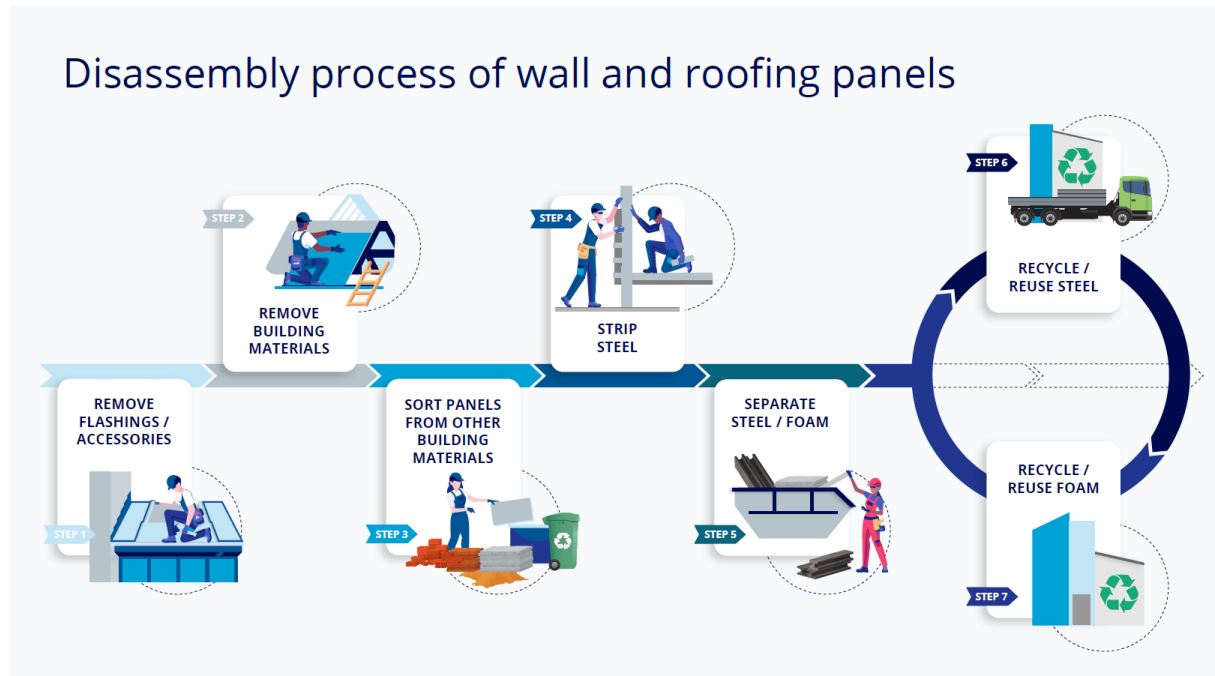 Disassembly process of wall and roofing panels
STEP 1
REMOVE
FLASHINGS /
ACCESSORIES
STEP 2
REMOVE
BUILDING
MATERIALS
STEP 3
SORT PANELS
FROM OTHER
BUILDING
MATERIALS
STEP 4
STRIP
STEEL
STEP 5
SEPARATE
STEEL / FOAM
STEP 6
RECYCLE /
REUSE STEEL
STEP 7
RECYCLE /
REUSE FOAM